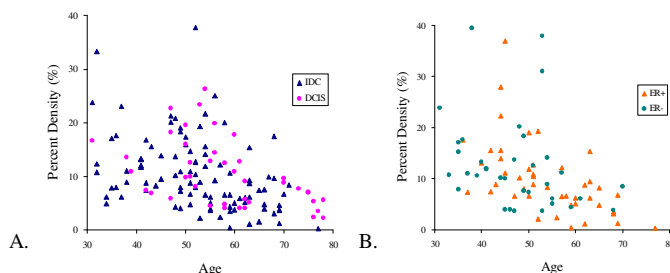 40
30
20
10
0
30 40 50 60 70 80
Percent Density (%)
Age
IDC
DCIS
A.
40
30
20
10
0
30 40 50 60 70 80
Percent Density (%)
Age
ER+
ER-
B.